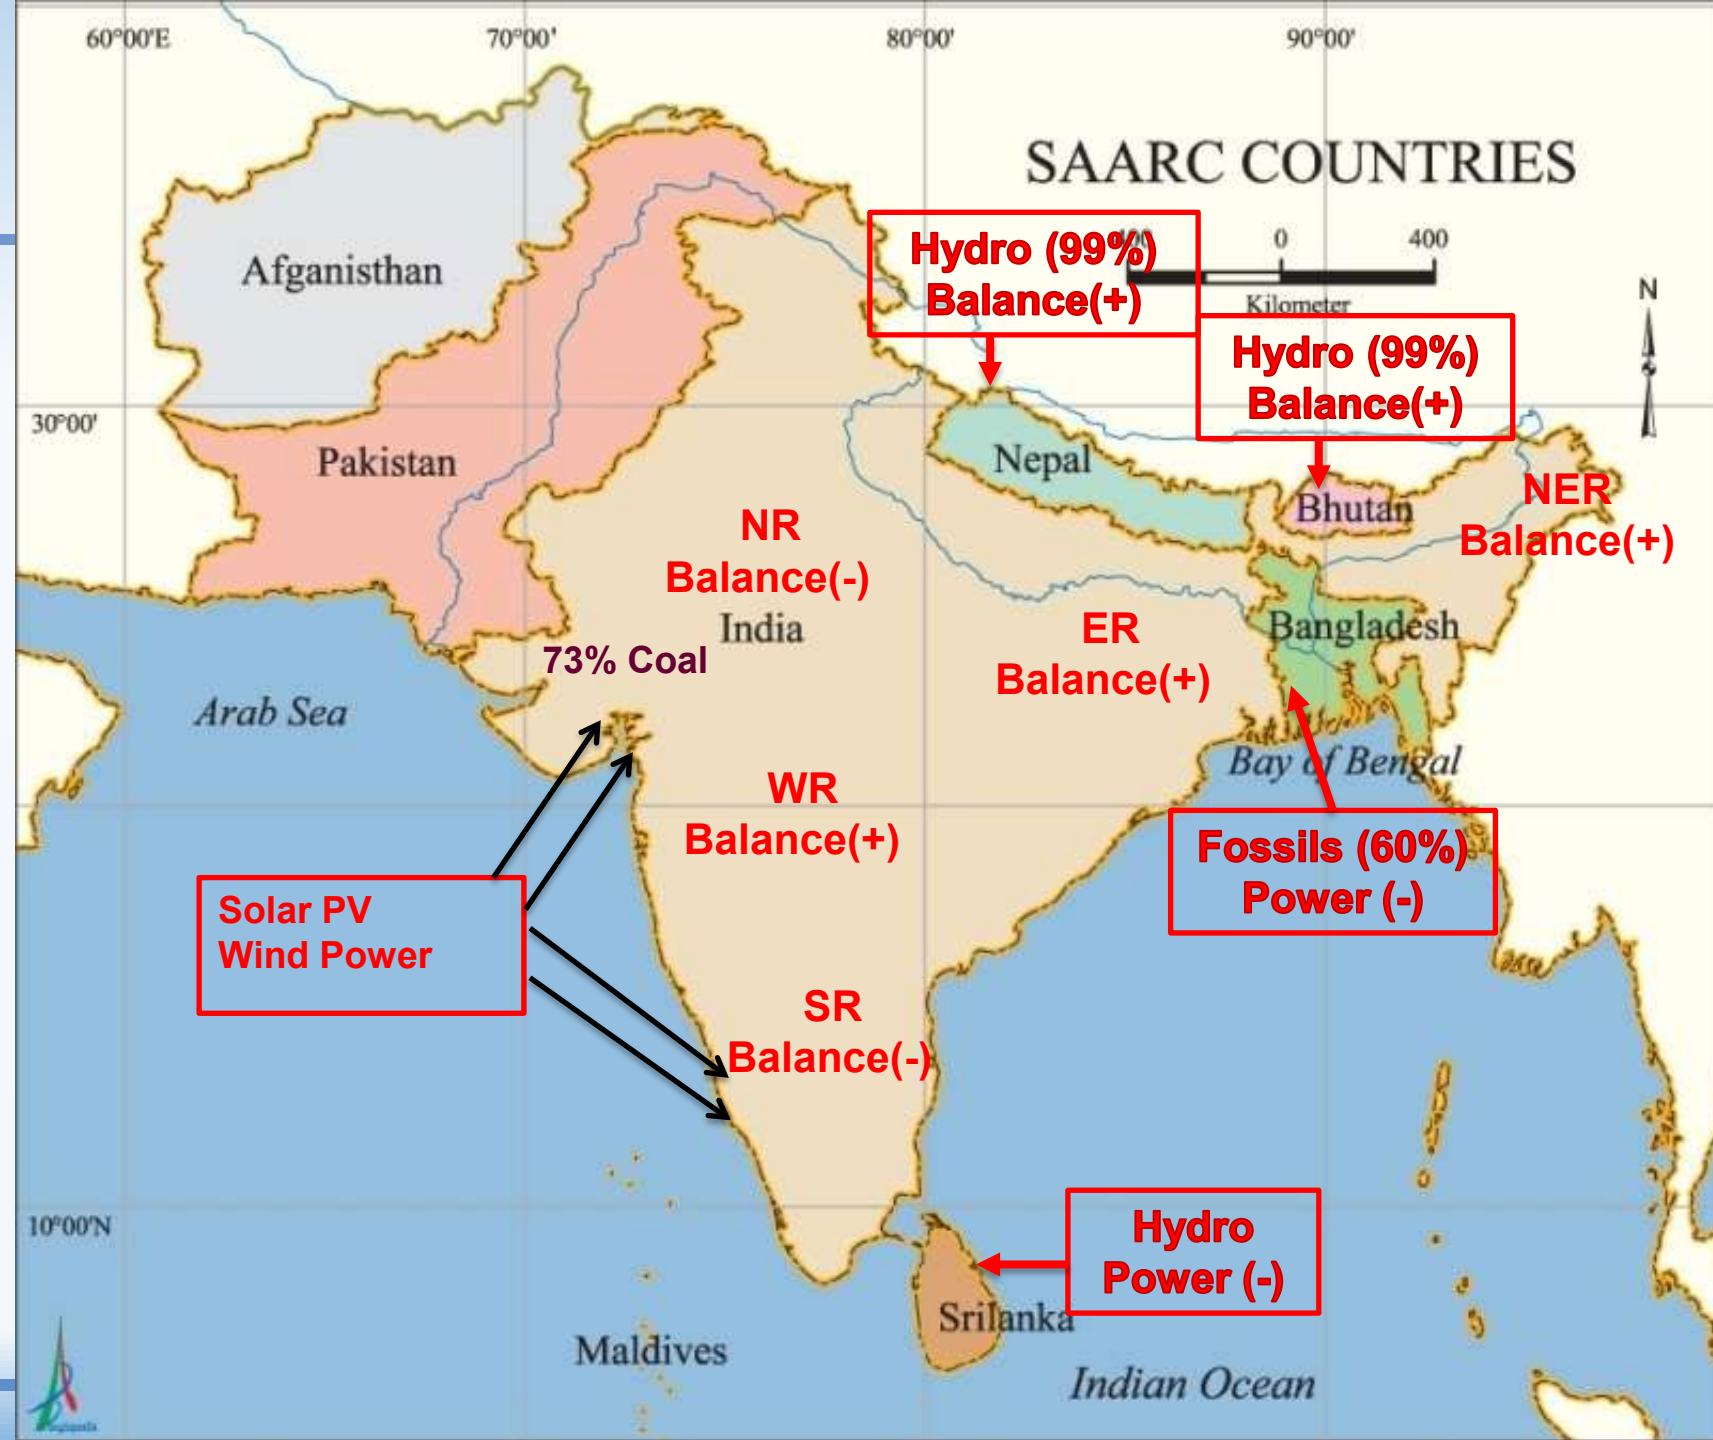 60°00'E
70°00'
80°00'
90°00'
SAARC COUNTRIES
Hydro (99%)
Balance(+)
400 0 400
Kilometer
N
Afganisthan
Hydro (99%)
Balance(+)
30°00'
Pakistan
Nepal
Bhutan
NER
Balance(+)
NR
Balance(-)
India
ER
Balance(+)
Bangladesh
73% Coal
Arab Sea
Bay of Bengal
WR
Balance(+)
Fossils (60%)
Power (-)
Solar PV
Wind Power
SR
Balance(-)
10°00'N
Hydro
Power (-)
Srilanka
Maldives
Indian Ocean